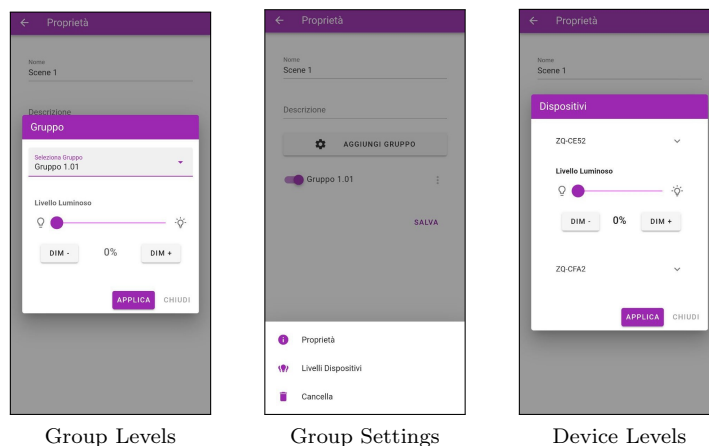 Proprietà
Nome
Scene 1
Descrizione
Gruppo
Seleziona Gruppo
Gruppo 1.01
Livello Luminoso
DIM -
0%
DIM +
APPLICA
CHIUDI
Group Levels
Proprietà
Nome
Scene 1
Descrizione
AGGIUNGI GRUPPO
Gruppo 1.01
SALVA
Proprietà
Livelli Dispositivi
Cancella
Group Settings
Proprietà
Nome
Scene 1
Dispositivi
ZQ-CE52
Livello Luminoso
DIM -
0%
DIM +
ZQ-CFA2
APPLICA
CHIUDI
Device Levels